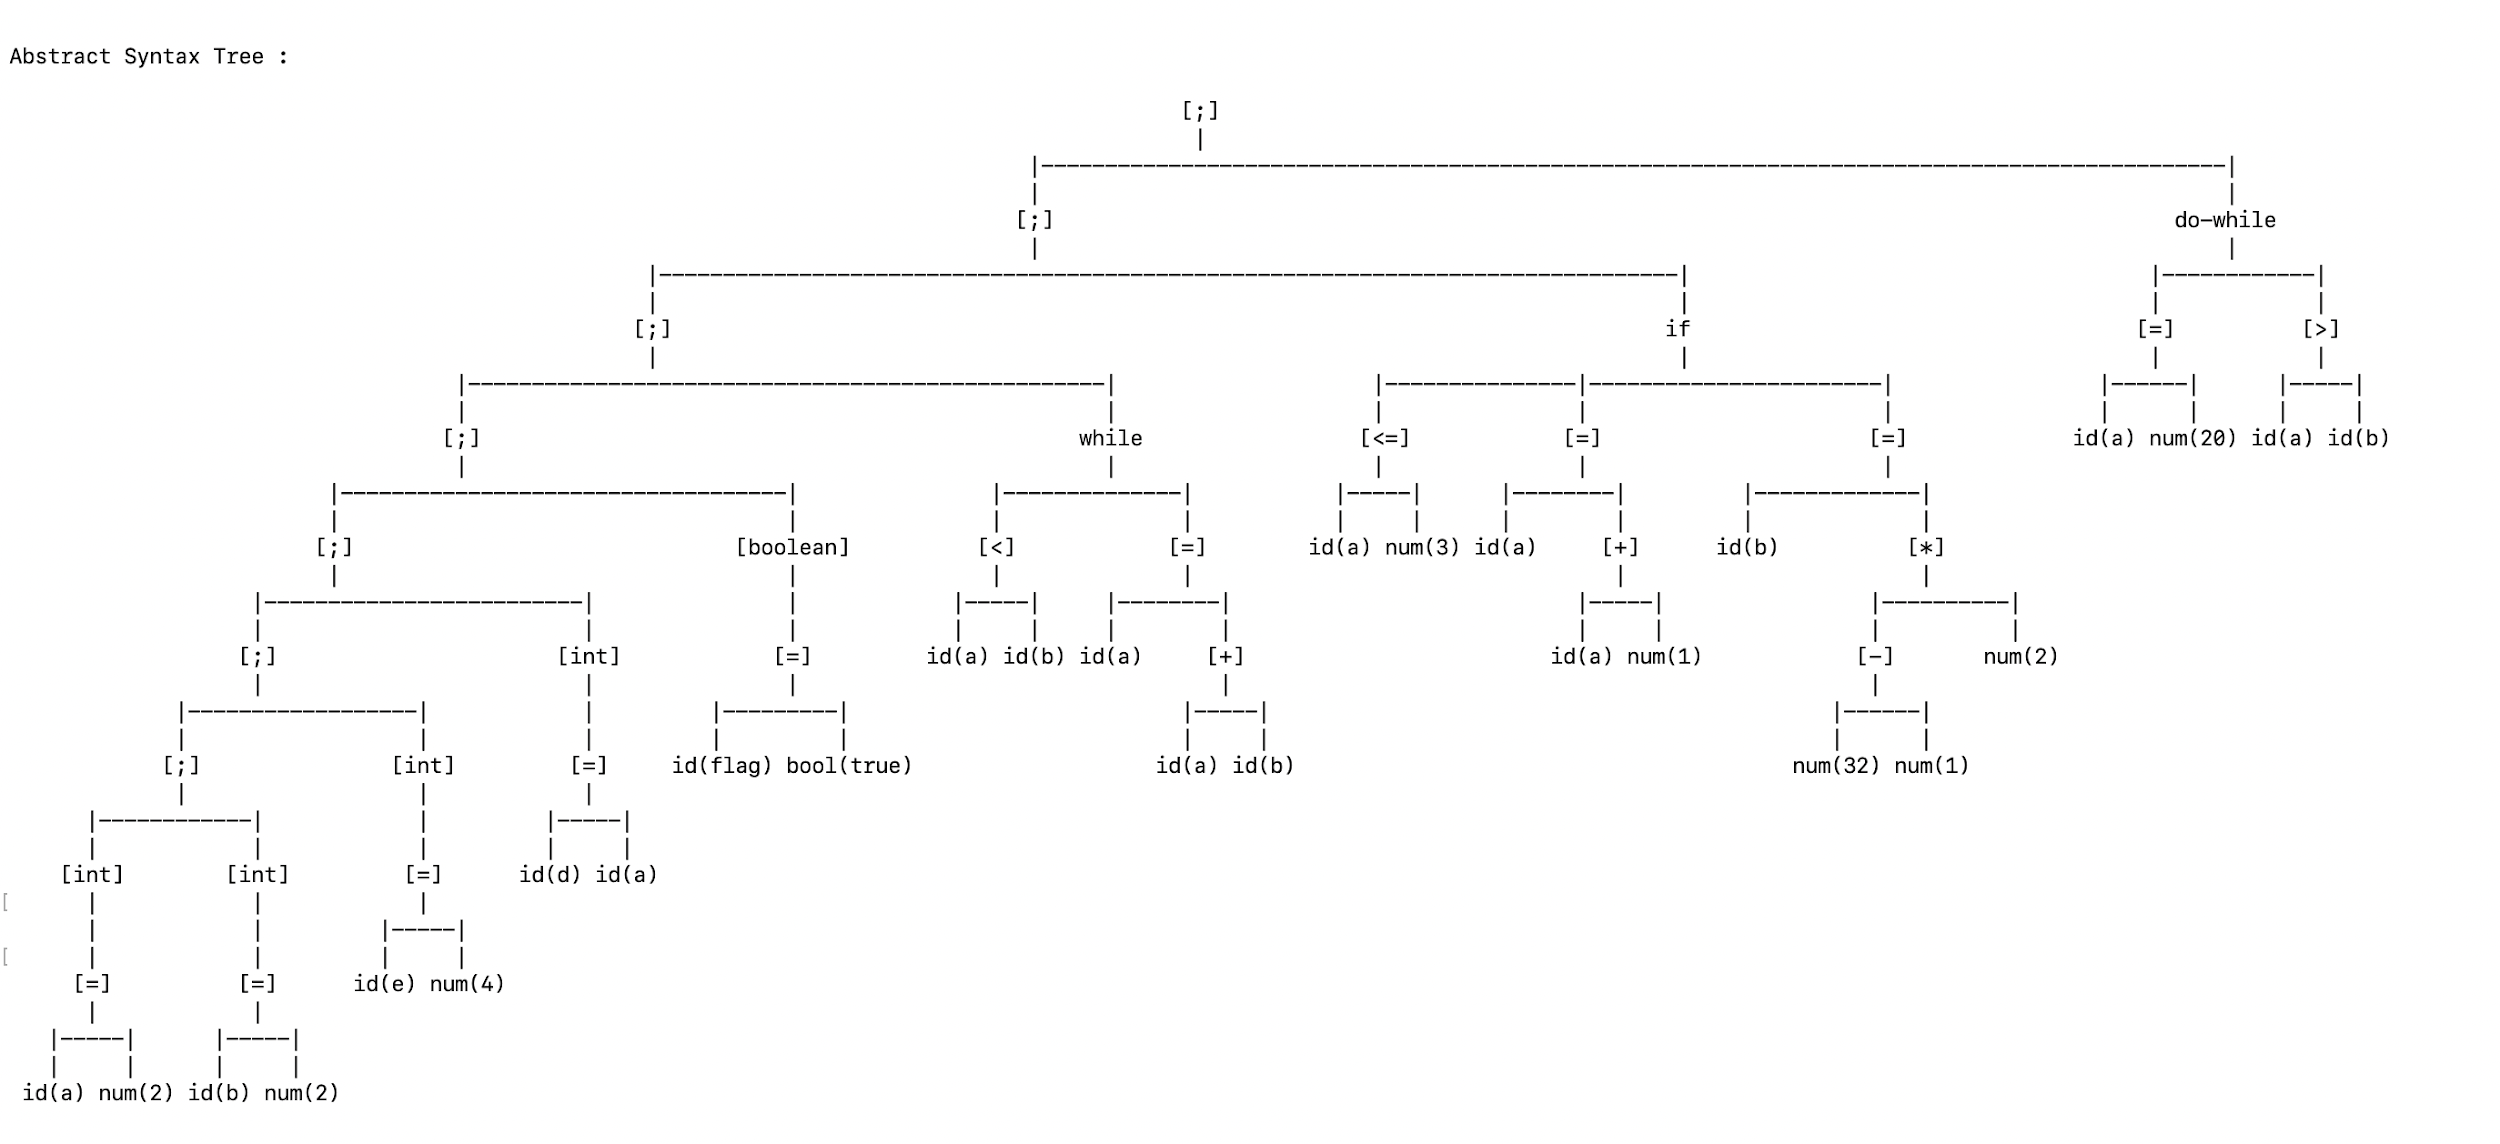 Abstract Syntax Tree :
[;]
[;] do-while
[;] if [=] [>]
[;] while [<=] [=] [=] id(a) num(20) id(a) id(b)
[;] [boolean] [<] [=] id(a) num(3) id(a) [+] id(b) [*]
[;] [int] [=] id(a) id(b) id(a) [+] id(a) num(1) [-] num(2)
[;] [int] [=] id(flag) bool(true) id(a) id(b) num(32) num(1)
[int] [int] [=] id(d) id(a)
[
[
[=] [=] id(e) num(4)
id(a) num(2) id(b) num(2)